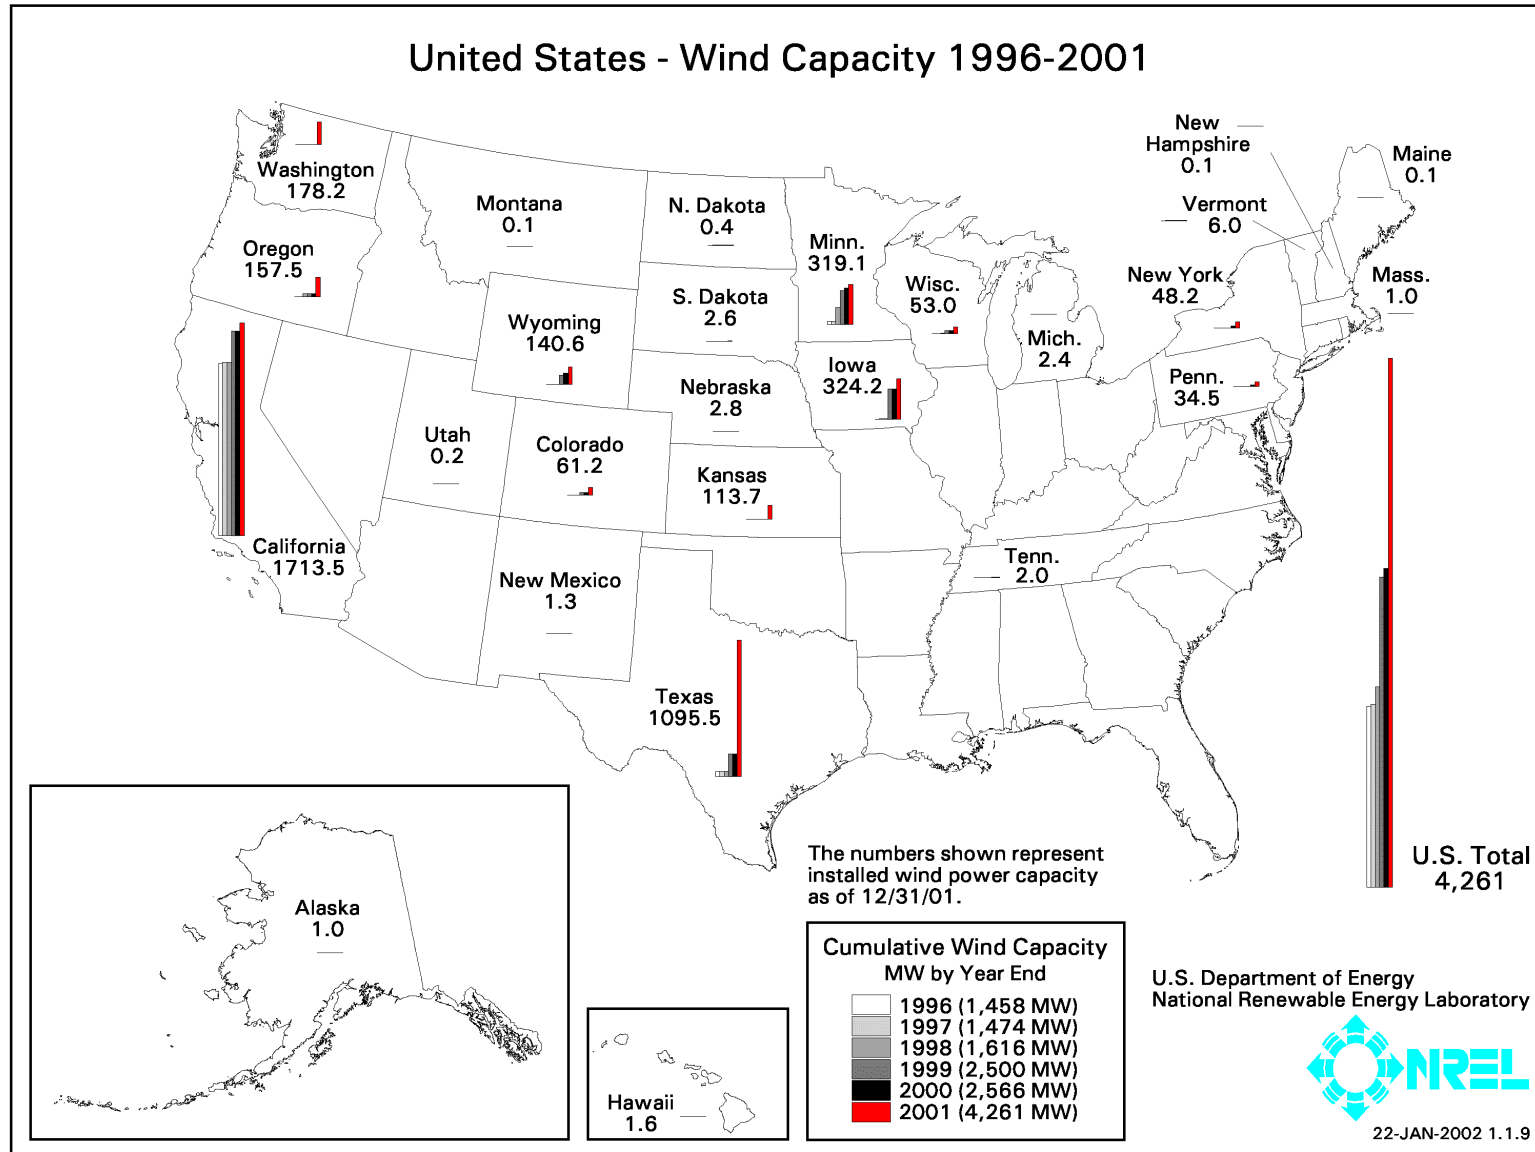 United States - Wind Capacity 1996-2001
Washington
178.2
Oregon
157.5
California
1713.5
Montana
0.1
Wyoming
140.6
Utah
0.2
Colorado
61.2
New Mexico
1.3
N. Dakota
0.4
S. Dakota
2.6
Nebraska
2.8
Kansas
113.7
Texas
1095.5
Minn.
319.1
Iowa
324.2
Wisc.
53.0
Mich.
2.4
Tenn.
2.0
New
Hampshire
0.1
Vermont
6.0
Maine
0.1
New York
48.2
Mass.
1.0
Penn.
34.5
Alaska
1.0
Hawaii
1.6
U.S. Total
4,261
The numbers shown represent
installed wind power capacity
as of 12/31/01.
Cumulative Wind Capacity
MW by Year End
1996 (1,458 MW)
1997 (1,474 MW)
1998 (1,616 MW)
1999 (2,500 MW)
2000 (2,566 MW)
2001 (4,261 MW)
U.S. Department of Energy
National Renewable Energy Laboratory
NREL
22-JAN-2002 1.1.9